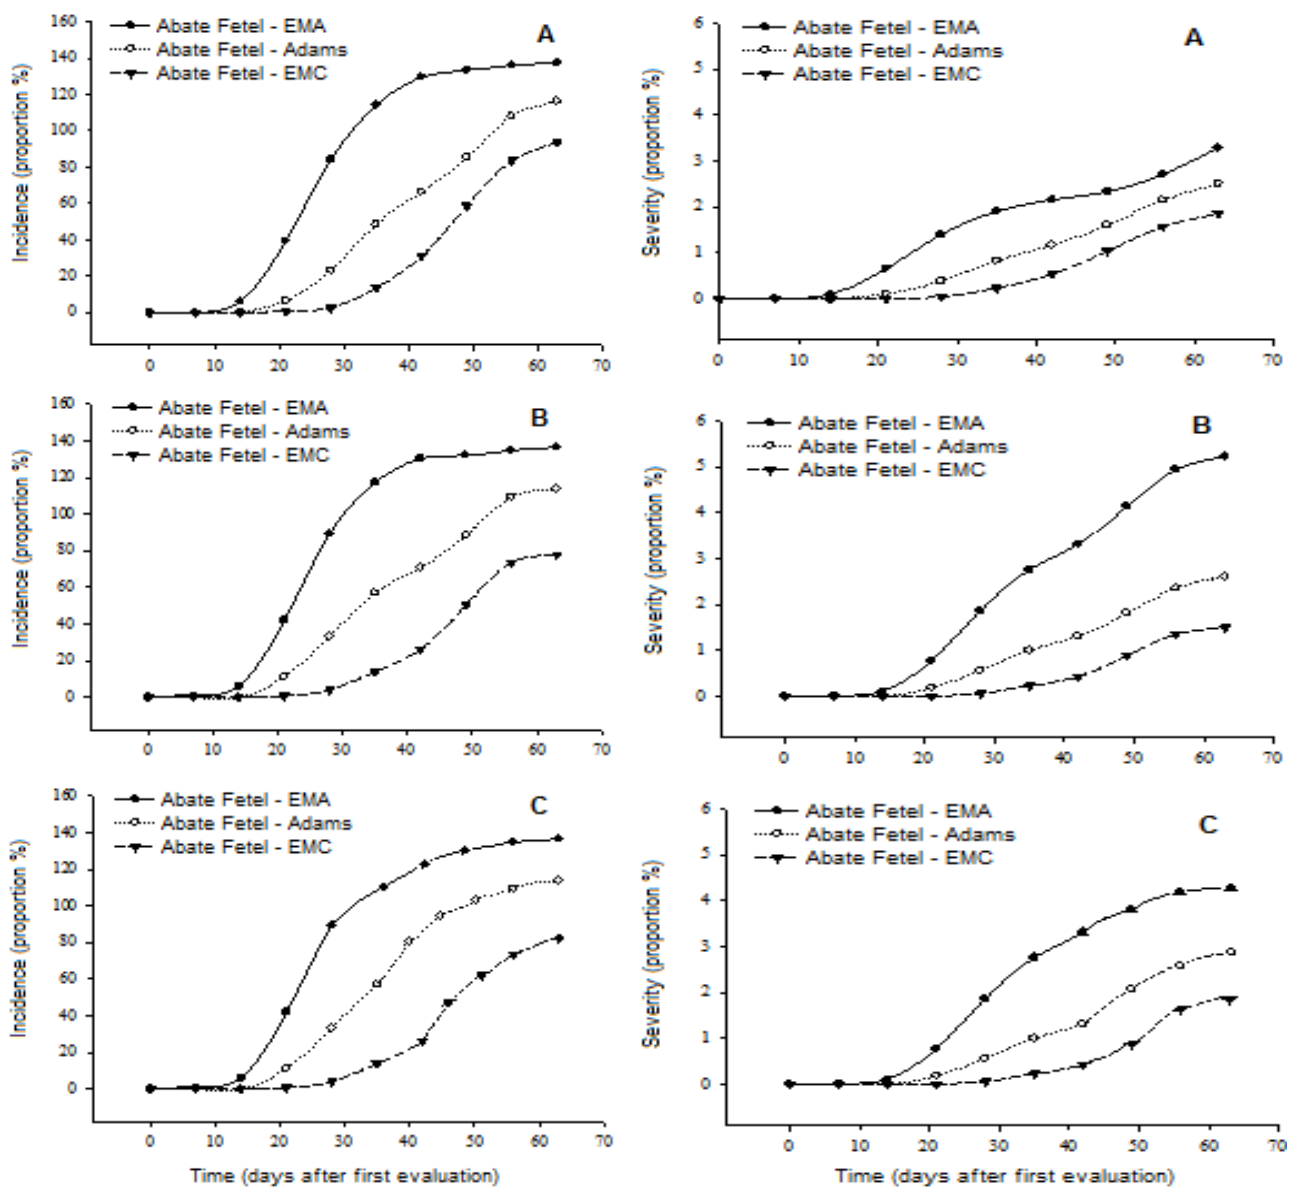 Incidence (proportion %)
160
140
120
100
80
60
40
20
0
Abate Fetel - EMA
Abate Fetel - Adams
Abate Fetel - EMC
A
0 10 20 30 40 50 60 70
Severity (proportion %)
6
5
4
3
2
1
0
Abate Fetel - EMA
Abate Fetel - Adams
Abate Fetel - EMC
A
0 10 20 30 40 50 60 70
Incidence (proportion %)
160
140
120
100
80
60
40
20
0
Abate Fetel - EMA
Abate Fetel - Adams
Abate Fetel - EMC
B
0 10 20 30 40 50 60 70
Severity (proportion %)
6
5
4
3
2
1
0
Abate Fetel - EMA
Abate Fetel - Adams
Abate Fetel - EMC
B
0 10 20 30 40 50 60 70
Incidence (proportion %)
160
140
120
100
80
60
40
20
0
Abate Fetel - EMA
Abate Fetel - Adams
Abate Fetel - EMC
C
0 10 20 30 40 50 60 70
Time (days after first evaluation)
Severity (proportion %)
6
5
4
3
2
1
0
Abate Fetel - EMA
Abate Fetel - Adams
Abate Fetel - EMC
C
0 10 20 30 40 50 60 70
Time (days after first evaluation)